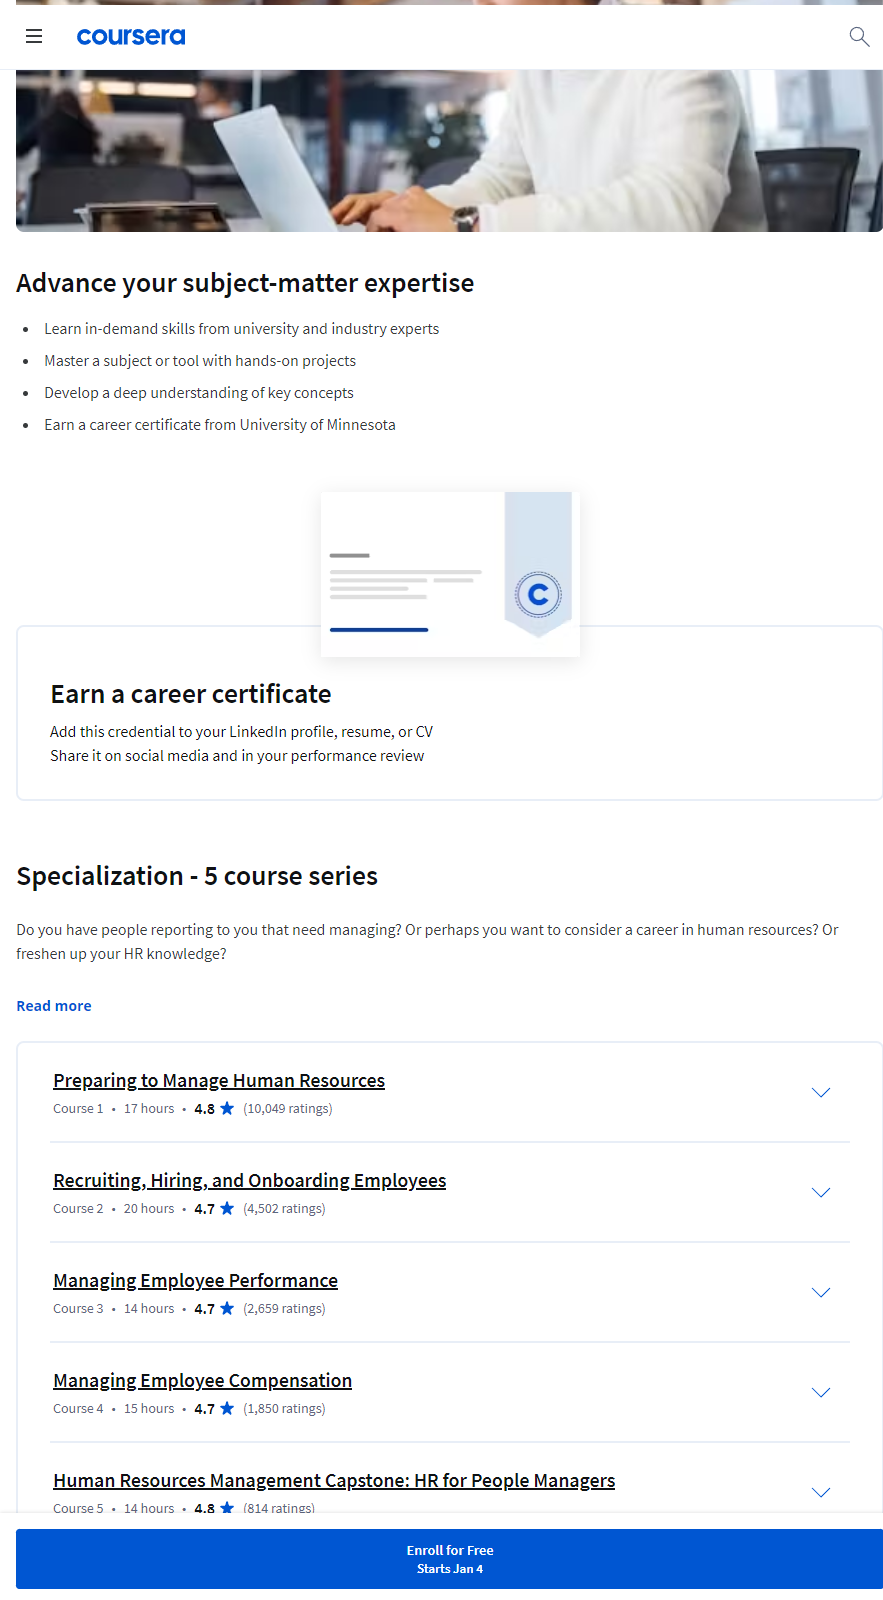 coursera
Advance your subject-matter expertise
• Learn in-demand skills from university and industry experts
• Master a subject or tool with hands-on projects
• Develop a deep understanding of key concepts
• Earn a career certificate from University of Minnesota
C
Earn a career certificate
Add this credential to your LinkedIn profile, resume, or CV
Share it on social media and in your performance review
Specialization - 5 course series
Do you have people reporting to you that need managing? Or perhaps you want to consider a career in human resources? Or
freshen up your HR knowledge?
Read more
Preparing to Manage Human Resources
Course 1 • 17 hours • 4.8 ★ (10,049 ratings)
Recruiting, Hiring, and Onboarding Employees
Course 2 • 20 hours • 4.7 ★ (4,502 ratings)
Managing Employee Performance
Course 3 • 14 hours • 4.7 ★ (2,659 ratings)
Managing Employee Compensation
Course 4 • 15 hours • 4.7 ★ (1,850 ratings)
Human Resources Management Capstone: HR for People Managers
Course 5 • 14 hours • 4.8 ★ (814 ratings)
Enroll for Free
Starts Jan 4